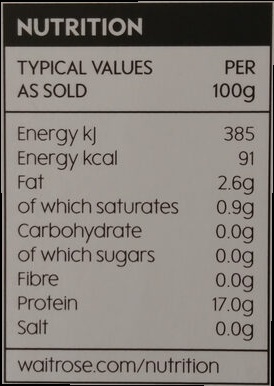 NUTRITION
TYPICAL VALUES PER
AS SOLD 100g
Energy kJ 385
Energy kcal 91
Fat 2.6g
of which saturates 0.9g
Carbohydrate 0.0g
of which sugars 0.0g
Fibre 0.0g
Protein 17.0g
Salt 0.0g
waitrose.com/nutrition